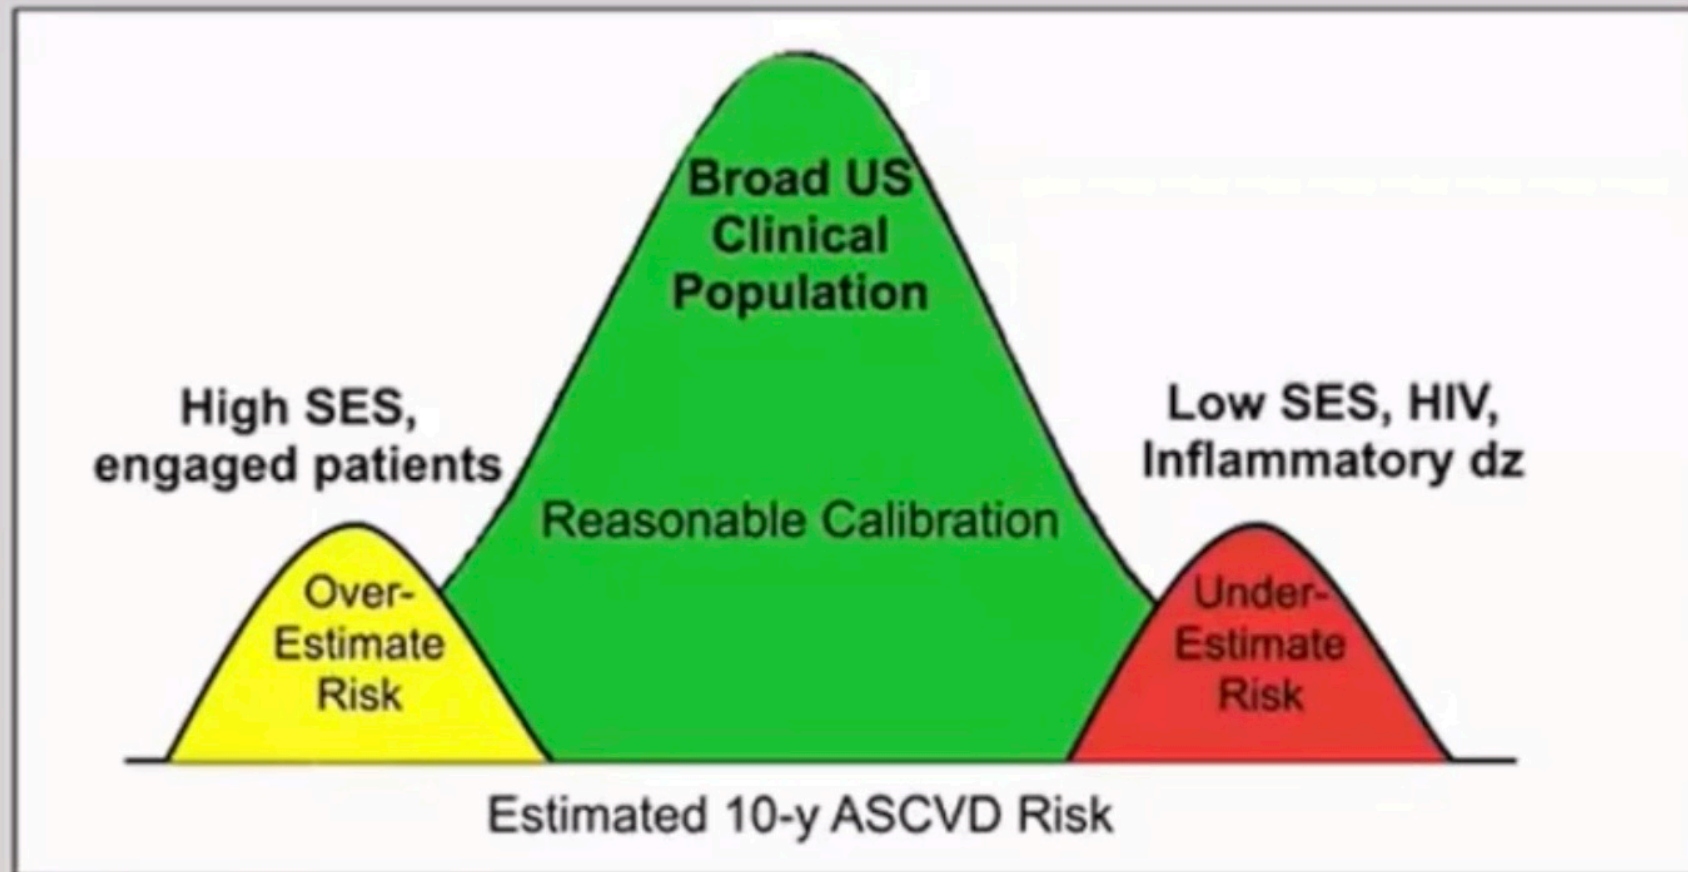 Broad US
Clinical
Population
High SES,
engaged patients
Low SES, HIV,
Inflammatory dz
Reasonable Calibration
Over-
Estimate
Risk
Under-
Estimate
Risk
Estimated 10-y ASCVD Risk